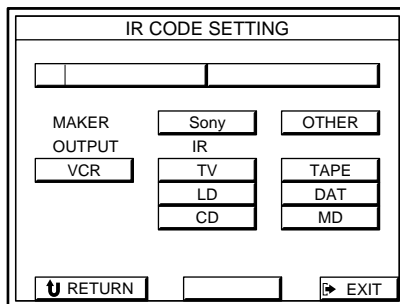 IR CODE SETTING
MAKER Sony OTHER
OUTPUT IR
VCR TV TAPE
LD DAT
CD MD
RETURN EXIT